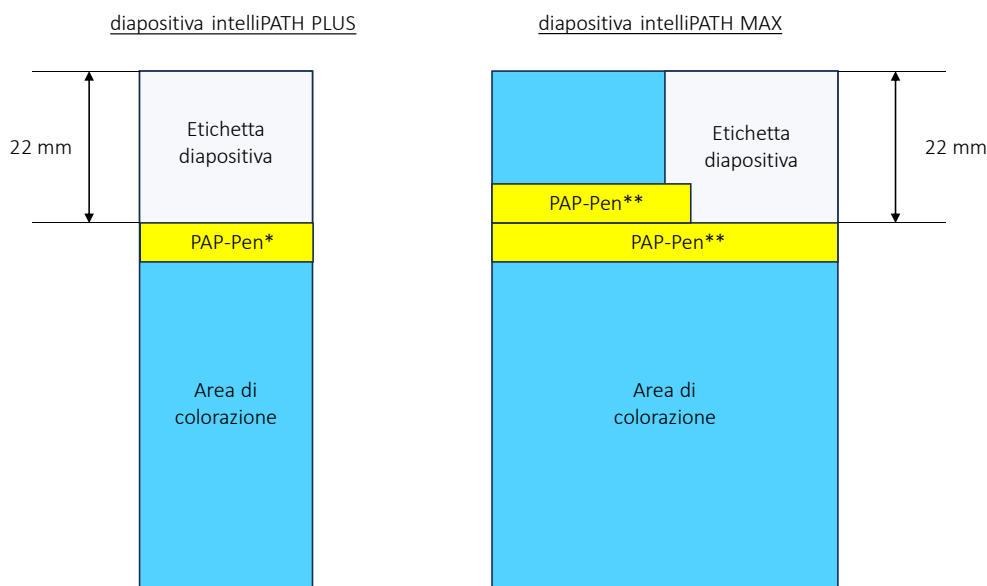 diapositiva intelliPATH PLUS
diapositiva intelliPATH MAX
22 mm
Etichetta
diapositiva
PAP-Pen*
Area di
colorazione
Etichetta
diapositiva
22 mm
PAP-Pen**
PAP-Pen**
Area di
colorazione